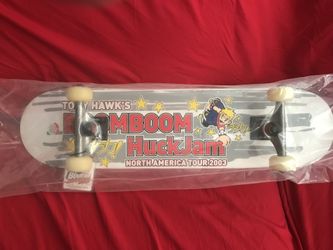 TONY HAWK'S
BOOMBOOM
HuckJam
NORTH AMERICA TOUR 2003